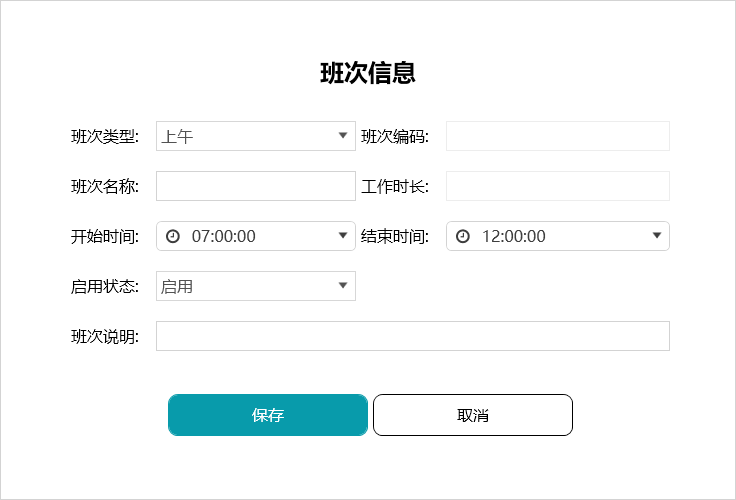 班次信息
班次类型: 上午 班次编码:
班次名称: 工作时长:
开始时间: 07:00:00 结束时间: 12:00:00
启用状态: 启用
班次说明:
保存 取消